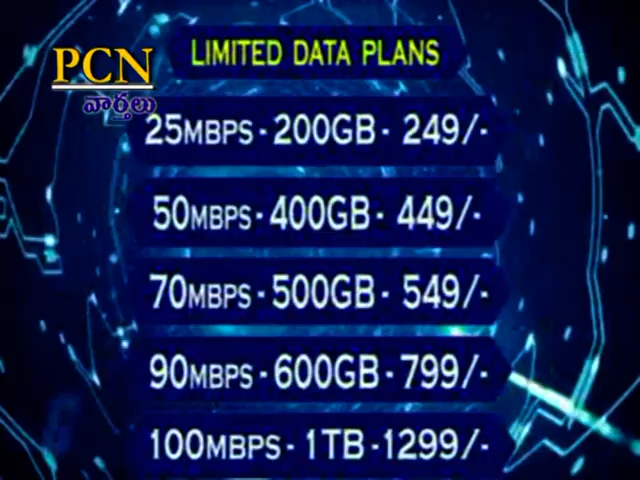 LIMITED DATA PLANS
PCN
వార్తలు
25MBPS - 200GB - 249/-
50MBPS - 400GB - 449/-
70MBPS - 500GB - 549/-
90MBPS - 600GB - 799/-
100MBPS - 1TB -1299/-